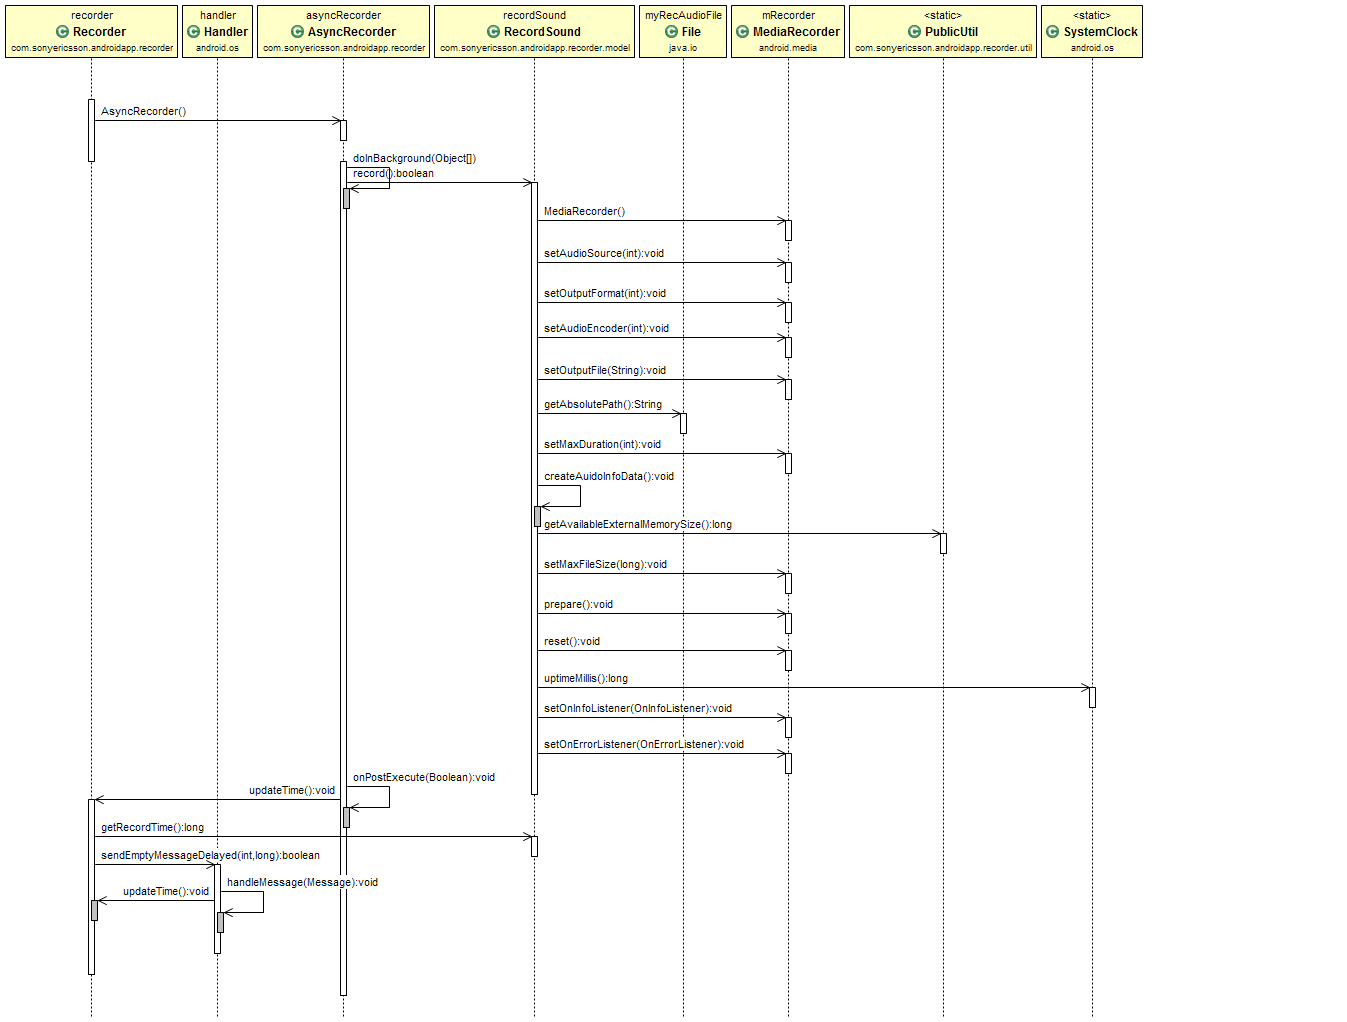 recorder
Recorder
com.sonyericsson.androidapp.recorder
handler
Handler
android.os
asyncRecorder
AsyncRecorder
com.sonyericsson.androidapp.recorder
recordSound
RecordSound
com.sonyericsson.androidapp.recorder.model
myRecAudioFile
File
java.io
mRecorder
MediaRecorder
android.media
<static>
PublicUtil
com.sonyericsson.androidapp.recorder.util
<static>
SystemClock
android.os
AsyncRecorder()
doInBackground(Object[])
record():boolean
MediaRecorder()
setAudioSource(int):void
setOutputFormat(int):void
setAudioEncoder(int):void
setOutputFile(String):void
getAbsolutePath():String
setMaxDuration(int):void
createAuidoInfoData():void
getAvailableExternalMemorySize():long
setMaxFileSize(long):void
prepare():void
reset():void
uptimeMillis():long
setOnInfoListener(OnInfoListener):void
setOnErrorListener(OnErrorListener):void
onPostExecute(Boolean):void
updateTime():void
getRecordTime():long
sendEmptyMessageDelayed(int,long):boolean
handleMessage(Message):void
updateTime():void